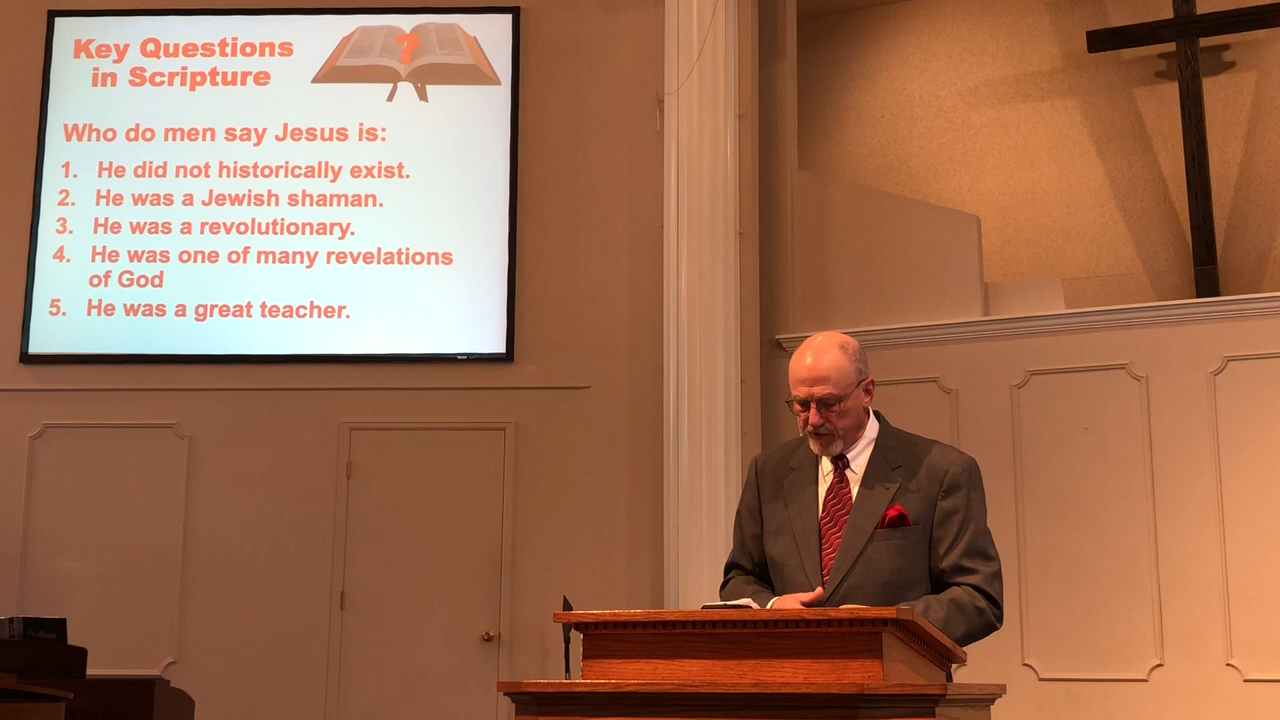 Key Questions
in Scripture
?
Who do men say Jesus is:
1. He did not historically exist.
2. He was a Jewish shaman.
3. He was a revolutionary.
4. He was one of many revelations
of God
5. He was a great teacher.